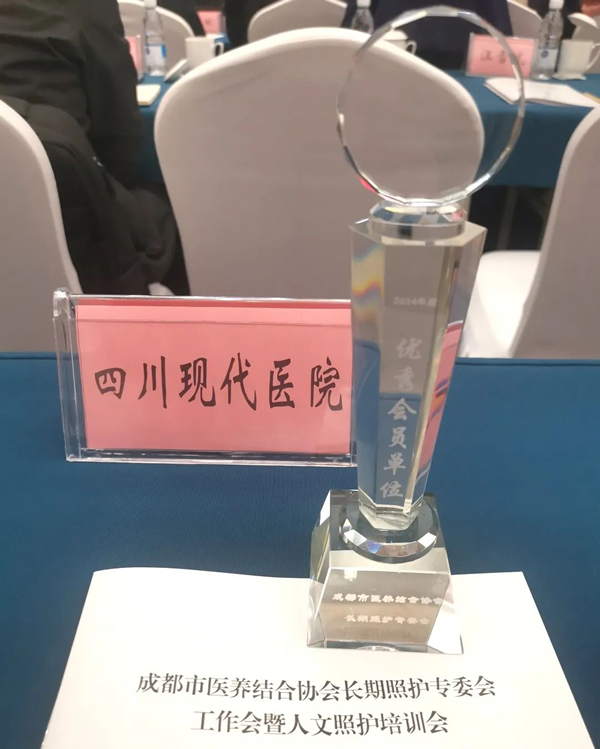 四川现代医院
2024年度
优秀会员单位
成都市医养结合协会
长期照护专委会
成都市医养结合协会长期照护专委会
工作会暨人文照护培训会